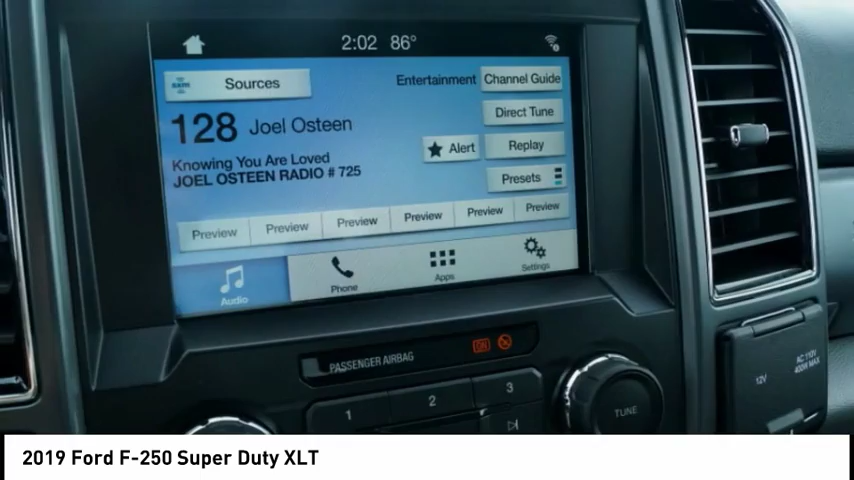 2:02 86°
sxm Sources
Entertainment
Channel Guide
128 Joel Osteen
Direct Tune
Knowing You Are Loved
JOEL OSTEEN RADIO # 725
Alert
Replay
Presets
Preview Preview Preview Preview Preview Preview
Audio Phone Apps Settings
PASSENGER AIRBAG ON
1 2 3
TUNE
12V
AC 110V
400W MAX
2019 Ford F-250 Super Duty XLT